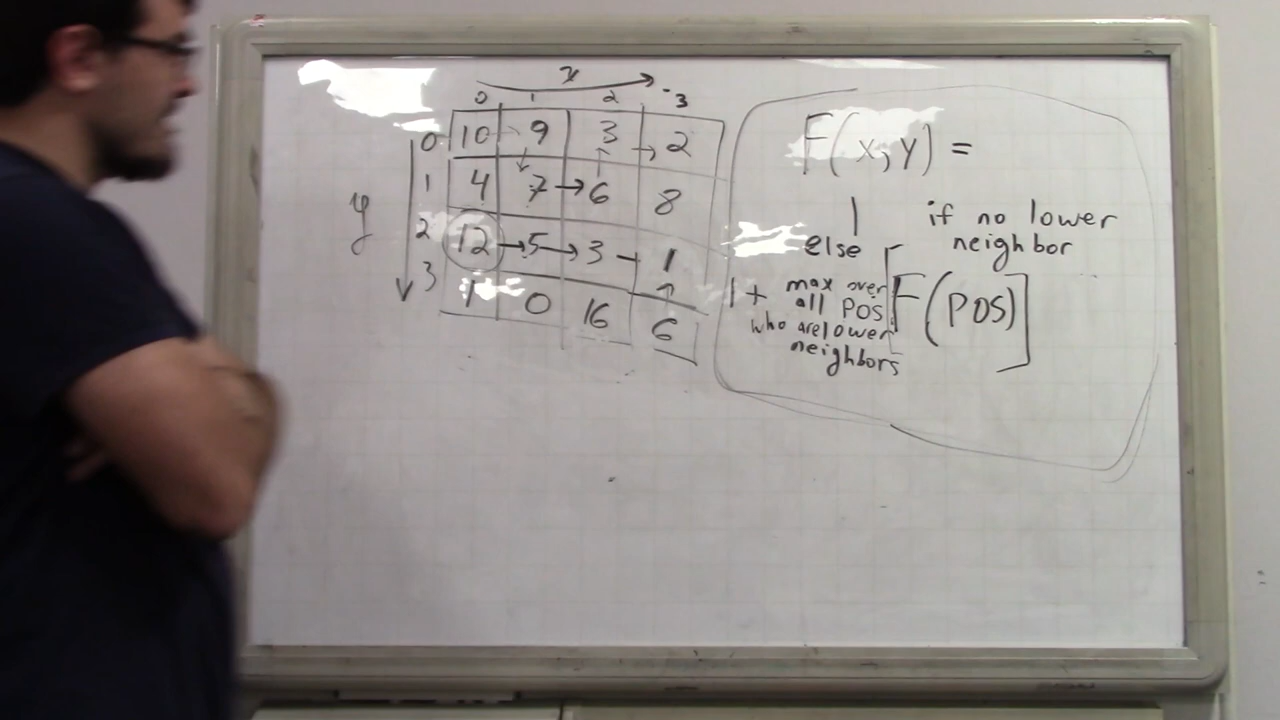 x
0 1 2 3
0 10 9 3 2
1 4 7 → 6 8
y
2 12 → 5 → 3 - 1
3 1 0 16 6
F(x,y) =
1 if no lower
neighbor
else
1 + max over
all pos
who are lower
neighbors
[F(pos)]